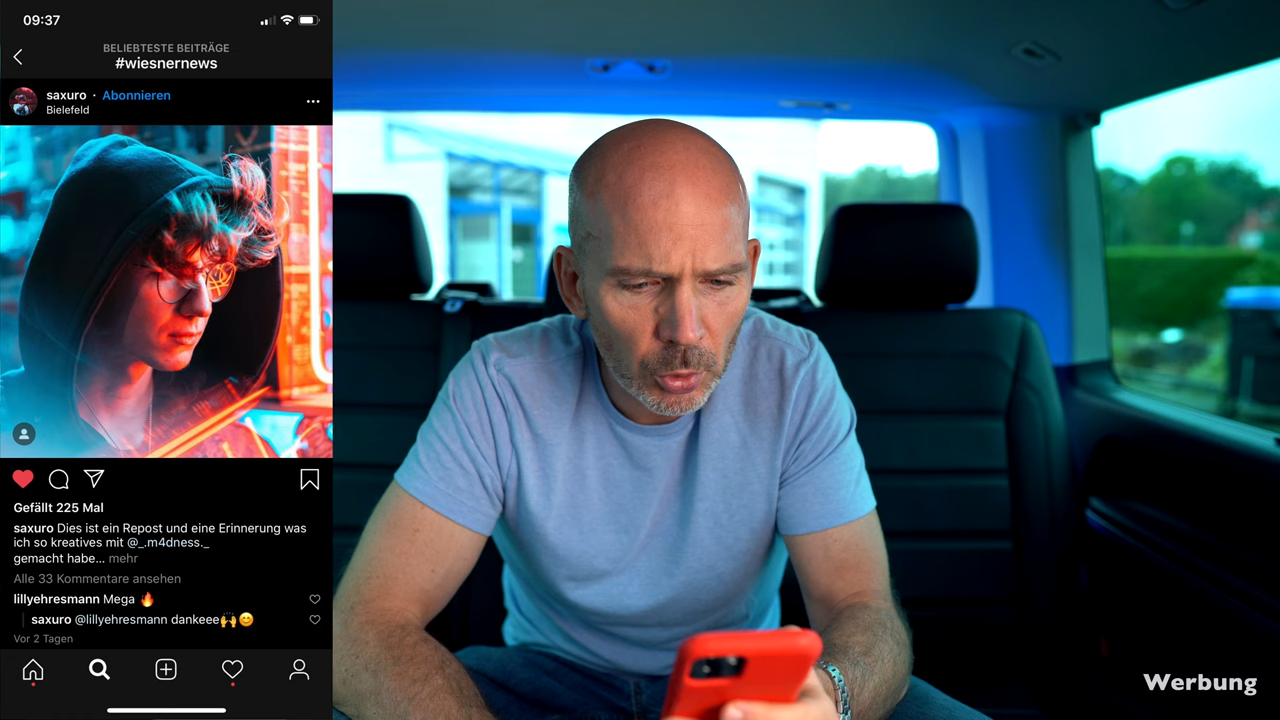 09:37
BELIEBTESTE BEITRÄGE
#wiesnernews
saxuro · Abonnieren
Bielefeld
Gefällt 225 Mal
saxuro Dies ist ein Repost und eine Erinnerung was
ich so kreatives mit @_.m4dness._
gemacht habe... mehr
Alle 33 Kommentare ansehen
lillyehresmann Mega 🔥
saxuro @lillyehresmann dankeee🙌😊
Vor 2 Tagen
Werbung